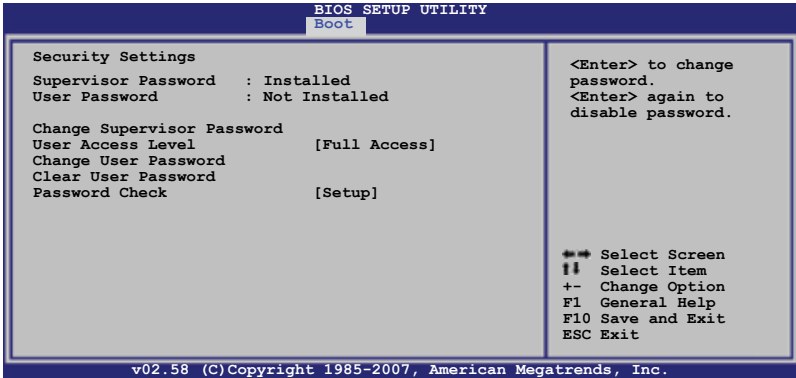 BIOS SETUP UTILITY
Boot
Security Settings
Supervisor Password : Installed
User Password : Not Installed
Change Supervisor Password
User Access Level [Full Access]
Change User Password
Clear User Password
Password Check [Setup]
<Enter> to change
password.
<Enter> again to
disable password.
←→ Select Screen
↑↓ Select Item
+- Change Option
F1 General Help
F10 Save and Exit
ESC Exit
v02.58 (C)Copyright 1985-2007, American Megatrends, Inc.